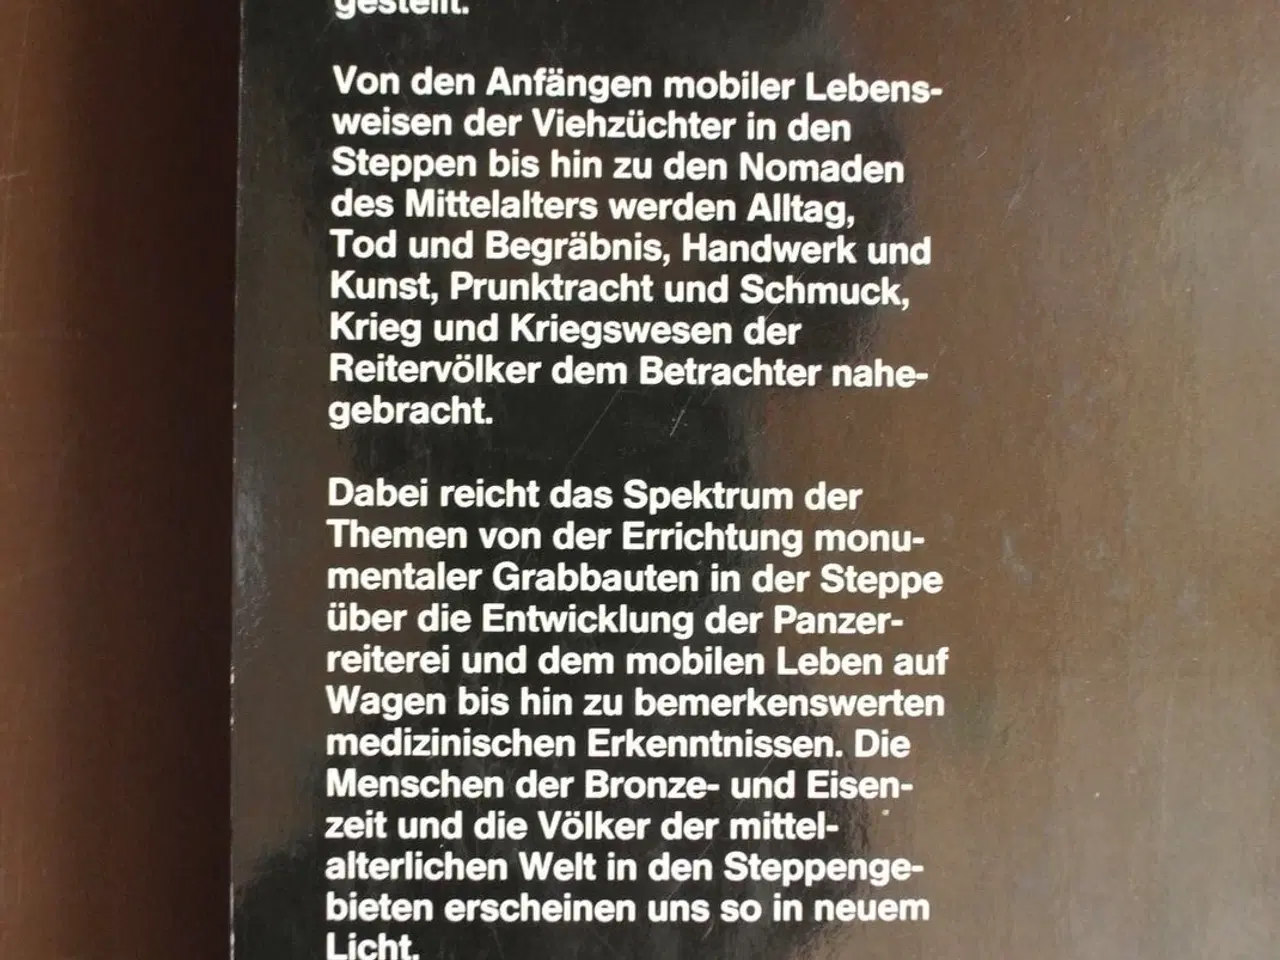 gestellt.
Von den Anfängen mobiler Lebens-
weisen der Viehzüchter in den
Steppen bis hin zu den Nomaden
des Mittelalters werden Alltag,
Tod und Begräbnis, Handwerk und
Kunst, Prunktracht und Schmuck,
Krieg und Kriegswesen der
Reitervölker dem Betrachter nahe-
gebracht.
Dabei reicht das Spektrum der
Themen von der Errichtung monu-
mentaler Grabbauten in der Steppe
über die Entwicklung der Panzer-
reiterei und dem mobilen Leben auf
Wagen bis hin zu bemerkenswerten
medizinischen Erkenntnissen. Die
Menschen der Bronze- und Eisen-
zeit und die Völker der mittel-
alterlichen Welt in den Steppenge-
bieten erscheinen uns so in neuem
Licht.